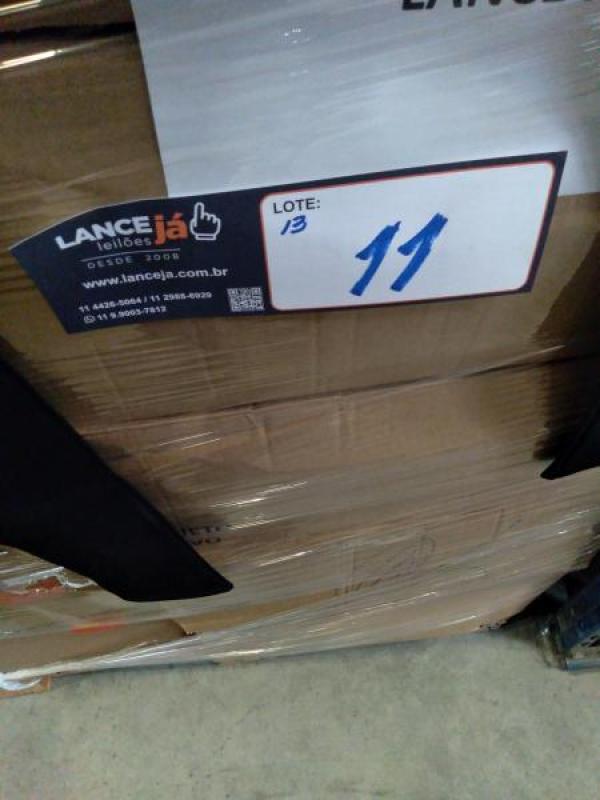 LANCE já
leilões
DESDE 2008
www.lanceja.com.br
11 4426-5064 / 11 2988-6929
11 9.9003-7812
LOTE:
13
11